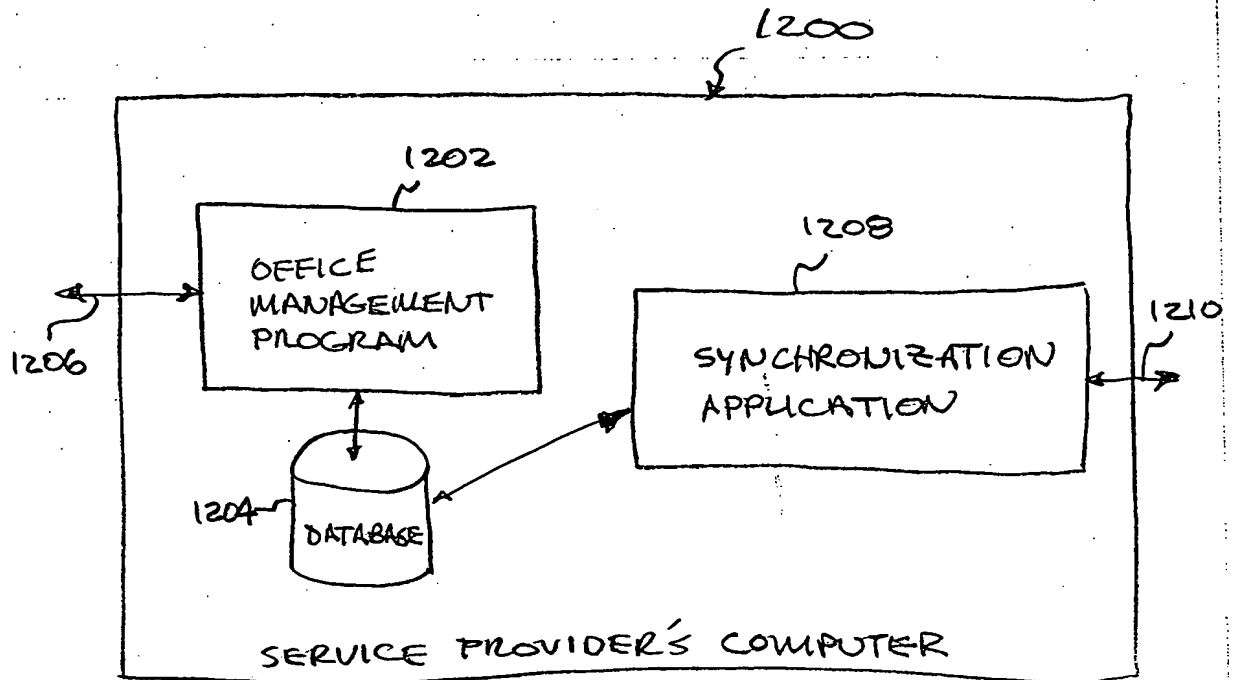 1200
1202
OFFICE
MANAGEMENT
PROGRAM
1206
1208
SYNCHRONIZATION
APPLICATION
1210
1204
DATABASE
SERVICE PROVIDER'S COMPUTER